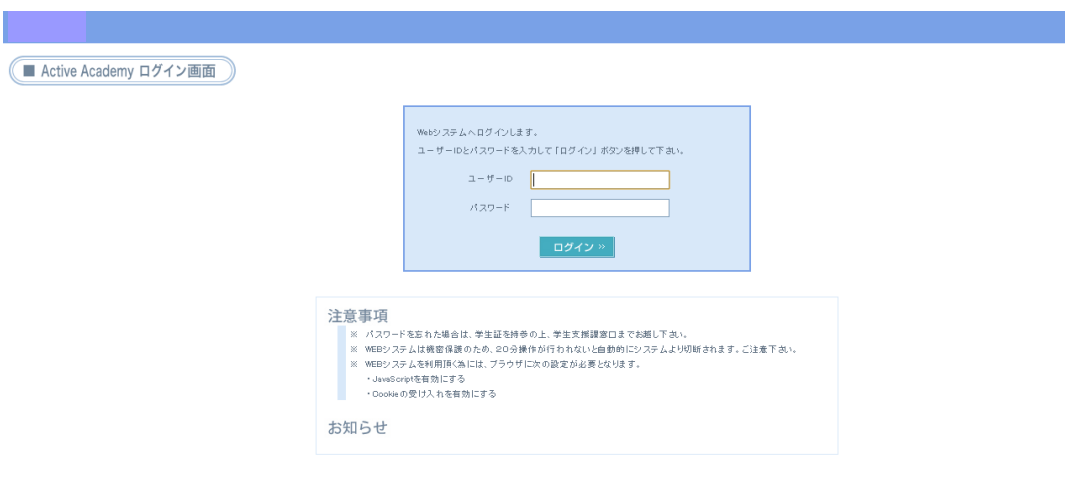 ■ Active Academy ログイン画面
Webシステムへログインします。
ユーザーIDとパスワードを入力して「ログイン」ボタンを押して下さい。
ユーザーID
パスワード
ログイン »
注意事項
※ パスワードを忘れた場合は、学生証を持参の上、学生支援課窓口までお越し下さい。
※ WEBシステムは機密保護のため、20分操作が行われないと自動的にシステムより切断されます。ご注意下さい。
※ WEBシステムを利用頂く為には、ブラウザに次の設定が必要となります。
・JavaScriptを有効にする
・Cookieの受け入れを有効にする
お知らせ